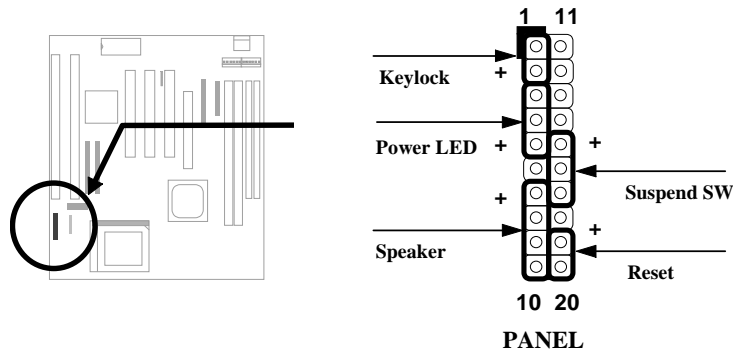 1 11
Keylock +
Power LED + +
Suspend SW
+
Speaker +
Reset
10 20
PANEL